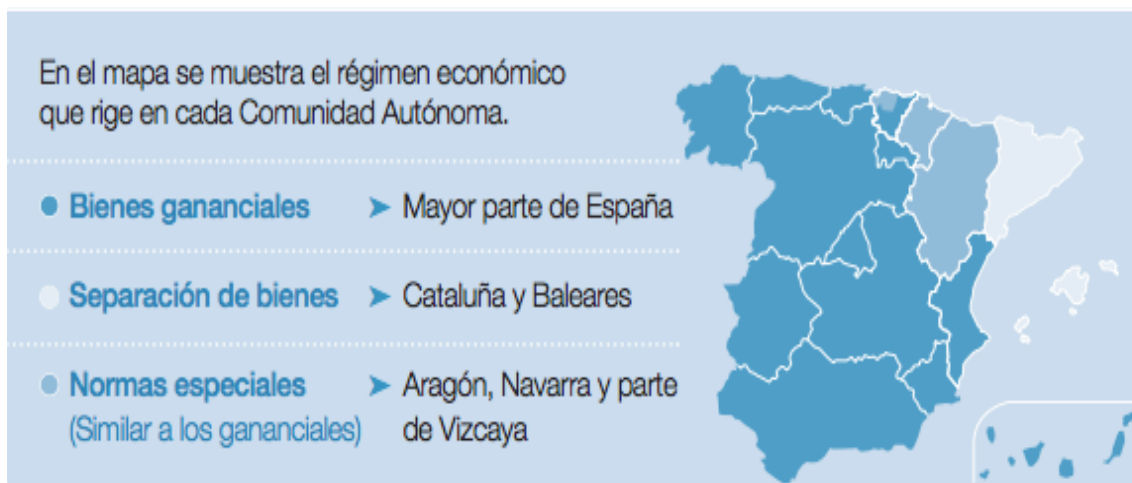 En el mapa se muestra el régimen económico
que rige en cada Comunidad Autónoma.
Bienes gananciales ➤ Mayor parte de España
Separación de bienes ➤ Cataluña y Baleares
Normas especiales ➤ Aragón, Navarra y parte
(Similar a los gananciales) de Vizcaya